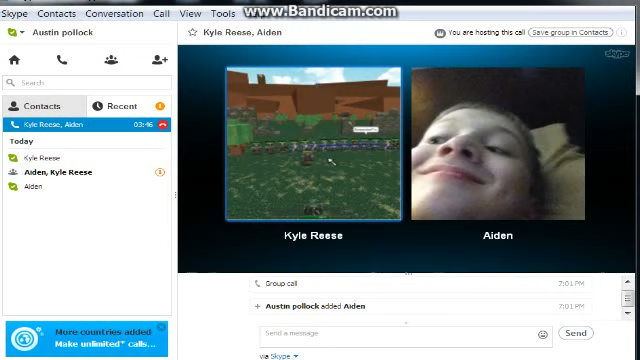 www.Bandicam.com
Skype Contacts Conversation Call View Tools
Austin pollock
Search
Contacts
Recent 1
Kyle Reese, Aiden 03:46
Today
Kyle Reese
Aiden, Kyle Reese
Aiden
More countries added
Make unlimited* calls...
Kyle Reese, Aiden
You are hosting this call
Save group in Contacts
skype
Kyle Reese
Aiden
Group call 7:01 PM
Austin pollock added Aiden 7:01 PM
Send a message
Send
via Skype